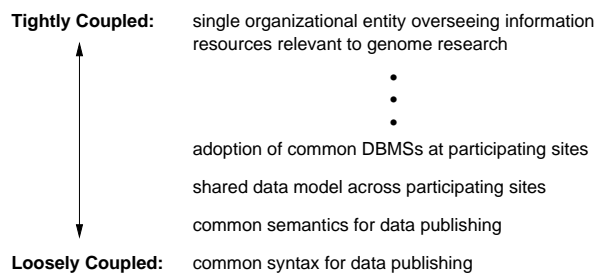 Tightly Coupled: single organizational entity overseeing information
resources relevant to genome research
•
•
•
adoption of common DBMSs at participating sites
shared data model across participating sites
common semantics for data publishing
Loosely Coupled: common syntax for data publishing